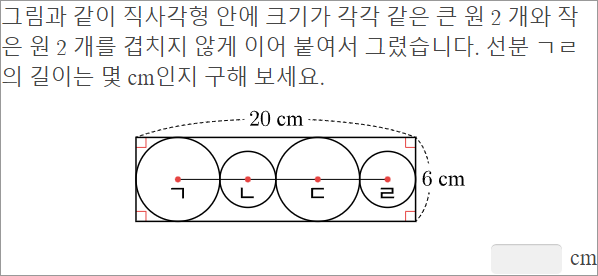 그림과 같이 직사각형 안에 크기가 각각 같은 큰 원 2 개와 작
은 원 2 개를 겹치지 않게 이어 붙여서 그렸습니다. 선분 ㄱㄹ
의 길이는 몇 cm인지 구해 보세요.
20 cm
ㄱ ㄴ ㄷ ㄹ
6 cm
cm